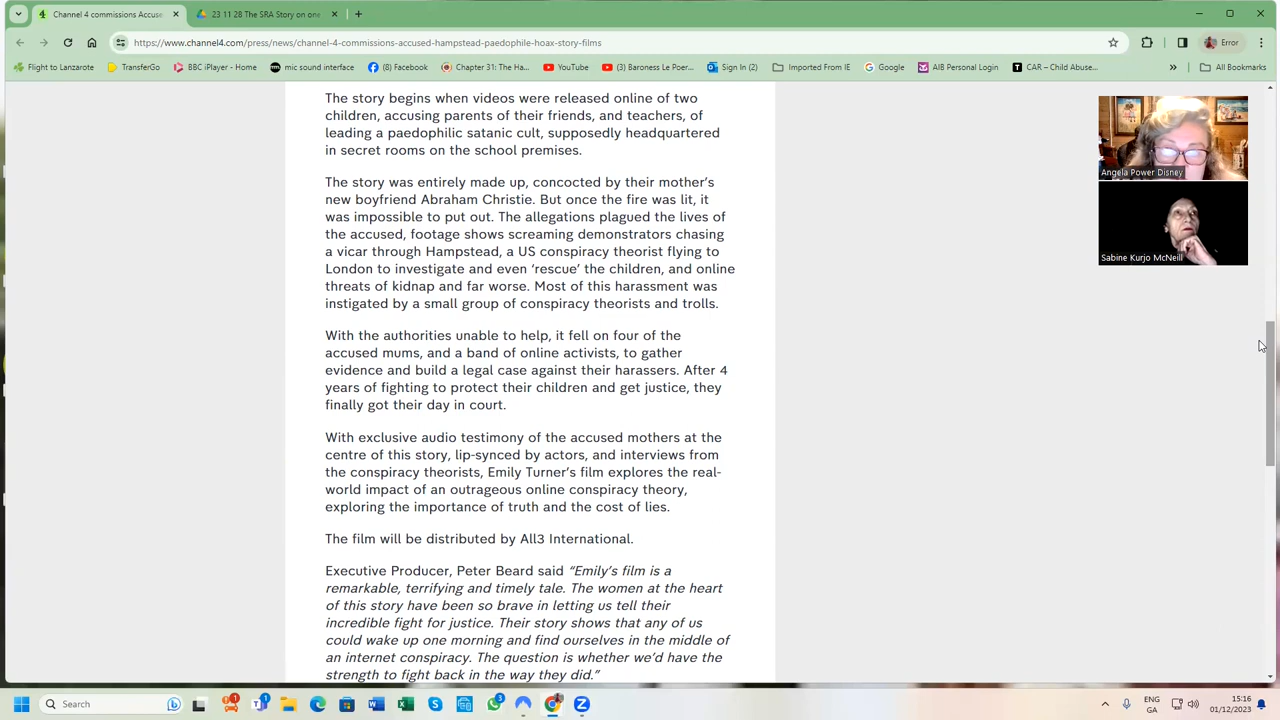 Channel 4 commissions Accuse
23 11 28 The SRA Story on one
https://www.channel4.com/press/news/channel-4-commissions-accused-hampstead-paedophile-hoax-story-films
Error
Flight to Lanzarote
TransferGo
BBC iPlayer - Home
mic sound interface
(8) Facebook
Chapter 31: The Ha...
YouTube
(3) Baroness Le Poer...
Sign In (2)
Imported From IE
Google
AIB Personal Login
CAR – Child Abuse...
»
All Bookmarks
The story begins when videos were released online of two
children, accusing parents of their friends, and teachers, of
leading a paedophilic satanic cult, supposedly headquartered
in secret rooms on the school premises.
The story was entirely made up, concocted by their mother's
new boyfriend Abraham Christie. But once the fire was lit, it
was impossible to put out. The allegations plagued the lives of
the accused, footage shows screaming demonstrators chasing
a vicar through Hampstead, a US conspiracy theorist flying to
London to investigate and even ‘rescue’ the children, and online
threats of kidnap and far worse. Most of this harassment was
instigated by a small group of conspiracy theorists and trolls.
With the authorities unable to help, it fell on four of the
accused mums, and a band of online activists, to gather
evidence and build a legal case against their harassers. After 4
years of fighting to protect their children and get justice, they
finally got their day in court.
With exclusive audio testimony of the accused mothers at the
centre of this story, lip-synced by actors, and interviews from
the conspiracy theorists, Emily Turner’s film explores the real-
world impact of an outrageous online conspiracy theory,
exploring the importance of truth and the cost of lies.
The film will be distributed by All3 International.
Executive Producer, Peter Beard said “Emily’s film is a
remarkable, terrifying and timely tale. The women at the heart
of this story have been so brave in letting us tell their
incredible fight for justice. Their story shows that any of us
could wake up one morning and find ourselves in the middle of
an internet conspiracy. The question is whether we’d have the
strength to fight back in the way they did.”
Angela Power Disney
Sabine Kurjo McNeill
Search
ENG
GA
15:16
01/12/2023